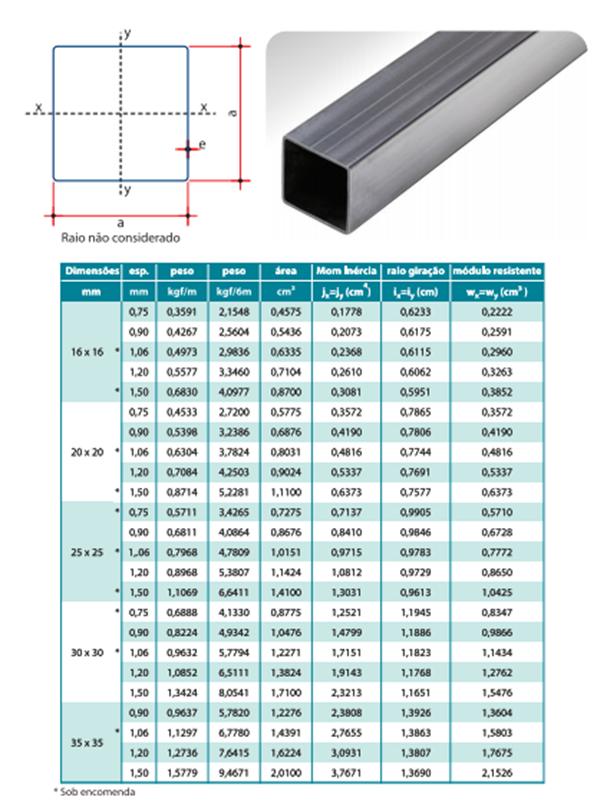 y
x x a
e
y
a
Raio não considerado
Dimensões esp. peso peso área Mom Inércia raio giração módulo resistente
mm mm kgf/m kgf/6m cm² jₓ=jᵧ (cm⁴) iₓ=iᵧ (cm) wₓ=wᵧ (cm³)
0,75 0,3591 2,1548 0,4575 0,1778 0,6233 0,2222
0,90 0,4267 2,5604 0,5436 0,2073 0,6175 0,2591
16 x 16 * 1,06 0,4973 2,9836 0,6335 0,2368 0,6115 0,2960
1,20 0,5577 3,3460 0,7104 0,2610 0,6062 0,3263
* 1,50 0,6830 4,0977 0,8700 0,3081 0,5951 0,3852
0,75 0,4533 2,7200 0,5775 0,3572 0,7865 0,3572
0,90 0,5398 3,2386 0,6876 0,4190 0,7806 0,4190
20 x 20 * 1,06 0,6304 3,7824 0,8031 0,4816 0,7744 0,4816
1,20 0,7084 4,2503 0,9024 0,5337 0,7691 0,5337
* 1,50 0,8714 5,2281 1,1100 0,6373 0,7577 0,6373
* 0,75 0,5711 3,4265 0,7275 0,7137 0,9905 0,5710
0,90 0,6811 4,0864 0,8676 0,8410 0,9846 0,6728
25 x 25 * 1,.06 0,7968 4,7809 1,0151 0,9715 0,9783 0,7772
1,20 0,8968 5,3807 1,1424 1,0812 0,9729 0,8650
* 1,50 1,1069 6,6411 1,4100 1,3031 0,9613 1,0425
* 0,75 0,6888 4,1330 0,8775 1,2521 1,1945 0,8347
0,90 0,8224 4,9342 1,0476 1,4799 1,1886 0,9866
30 x 30 * 1,06 0,9632 5,7794 1,2271 1,7151 1,1823 1,1434
1,20 1,0852 6,5111 1,3824 1,9143 1,1768 1,2762
1,50 1,3424 8,0541 1,7100 2,3213 1,1651 1,5476
0,90 0,9637 5,7820 1,2276 2,3808 1,3926 1,3604
* 1,06 1,1297 6,7780 1,4391 2,7655 1,3863 1,5803
35 x 35 1,20 1,2736 7,6415 1,6224 3,0931 1,3807 1,7675
1,50 1,5779 9,4671 2,0100 3,7671 1,3690 2,1526
* Sob encomenda